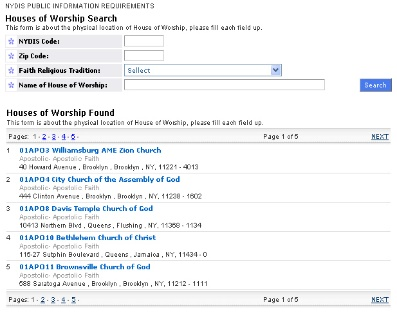 NYDIS PUBLIC INFORMATION REQUIREMENTS
Houses of Worship Search
This form is about the physical location of House of Worship, please fill each field up.
NYDIS Code:
Zip Code:
Faith Religious Tradition: Select
Name of House of Worship: Search
Houses of Worship Found
This form is about the physical location of House of Worship, please fill each field up.
Pages: 1 - 2 - 3 - 4 - 5 - Page 1 of 5 NEXT
1 01APO3 Williamsburg AME Zion Church
Apostolic- Apostolic Faith
40 Howard Avenue , Brooklyn , Brooklyn , NY, 11221 - 4013
2 01APO4 City Church of the Assembly of God
Apostolic- Apostolic Faith
444 Clinton Avenue , Brooklyn , Brooklyn , NY, 11238 - 1602
3 01APO8 Davis Temple Church of God
Apostolic- Apostolic Faith
10413 Northern Blvd , Queens , Flushing , NY, 11368 - 1134
4 01APO10 Bethlehem Church of Christ
Apostolic- Apostolic Faith
116-27 Sutphin Boulevard , Queens , Jamaica , NY, 11434 - 0
5 01APO11 Brownsville Church of God
Apostolic- Apostolic Faith
688 Saratoga Avenue , Brooklyn , Brooklyn , NY, 11212 - 1111
Pages: 1 - 2 - 3 - 4 - 5 - Page 1 of 5 NEXT